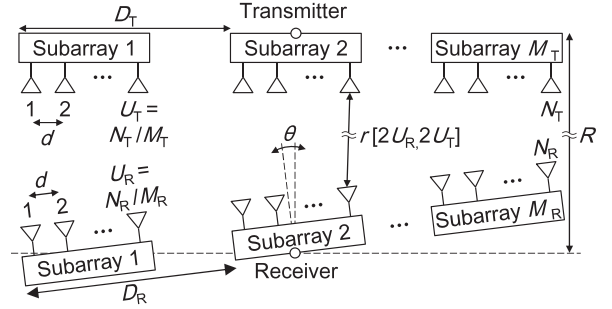 Transmitter
D_T
Subarray 1
Subarray 2
...
Subarray M_T
1 2 ...
...
...
d
U_T =
N_T/M_T
θ
r[2U_R,2U_T]
N_T
R
U_R =
N_R/M_R
N_R
d
1 2 ...
...
...
Subarray 1
Subarray 2
...
Subarray M_R
Receiver
D_R